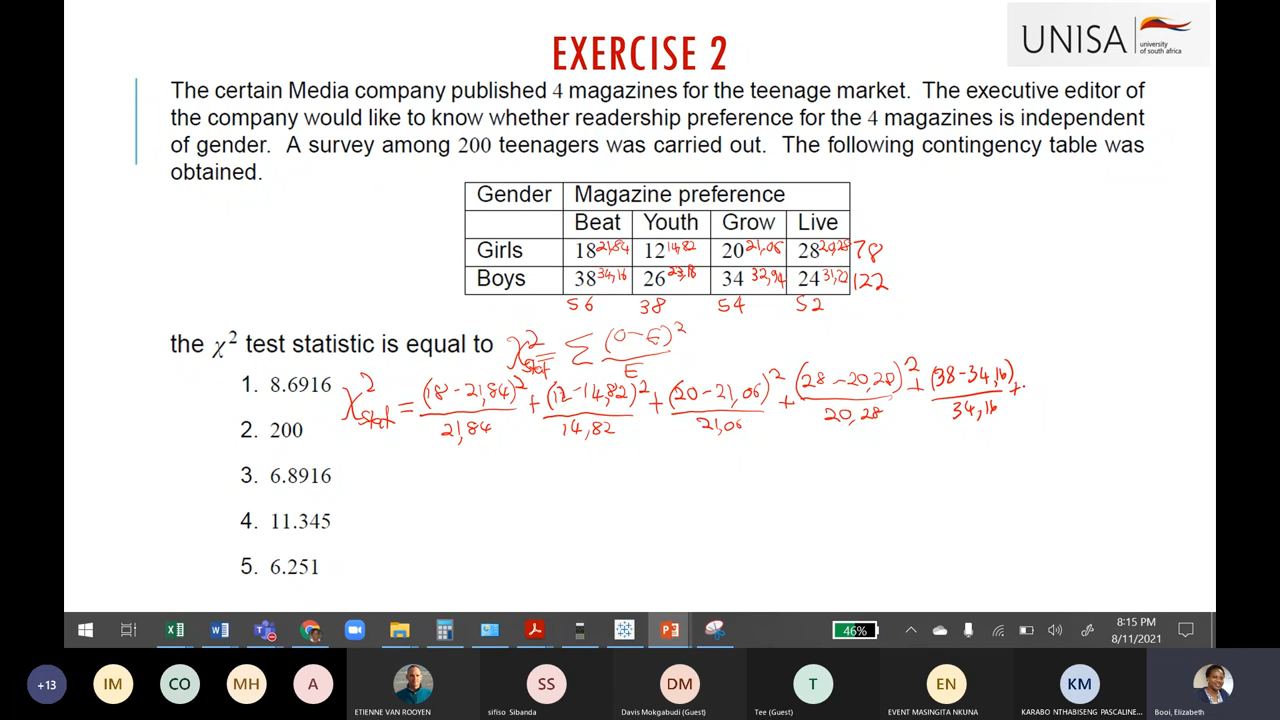 UNISA university of south africa
EXERCISE 2
The certain Media company published 4 magazines for the teenage market. The executive editor of
the company would like to know whether readership preference for the 4 magazines is independent
of gender. A survey among 200 teenagers was carried out. The following contingency table was
obtained.
Gender Magazine preference
Beat Youth Grow Live
Girls 18 21,84 12 14,82 20 21,06 28 20,28 78
Boys 38 34,16 26 23,18 34 32,94 24 31,72 122
56 38 54 52
the χ² test statistic is equal to χ²stat = Σ (O-E)² / E
1. 8.6916
χ²stat = (18-21,84)² / 21,84 + (12-14,82)² / 14,82 + (20-21,06)² / 21,06 + (28-20,28)² / 20,28 + (38-34,16) / 34,16 +
2. 200
3. 6.8916
4. 11.345
5. 6.251
46%
8:15 PM
8/11/2021
+13 IM CO MH A SS DM T EN KM
ETIENNE VAN ROOYEN sifiso Sibanda Davis Mokgabudi (Guest) Tee (Guest) EVENT MASINGITA NKUNA KARABO NTHABISENG PASCALINE... Booi, Elizabeth